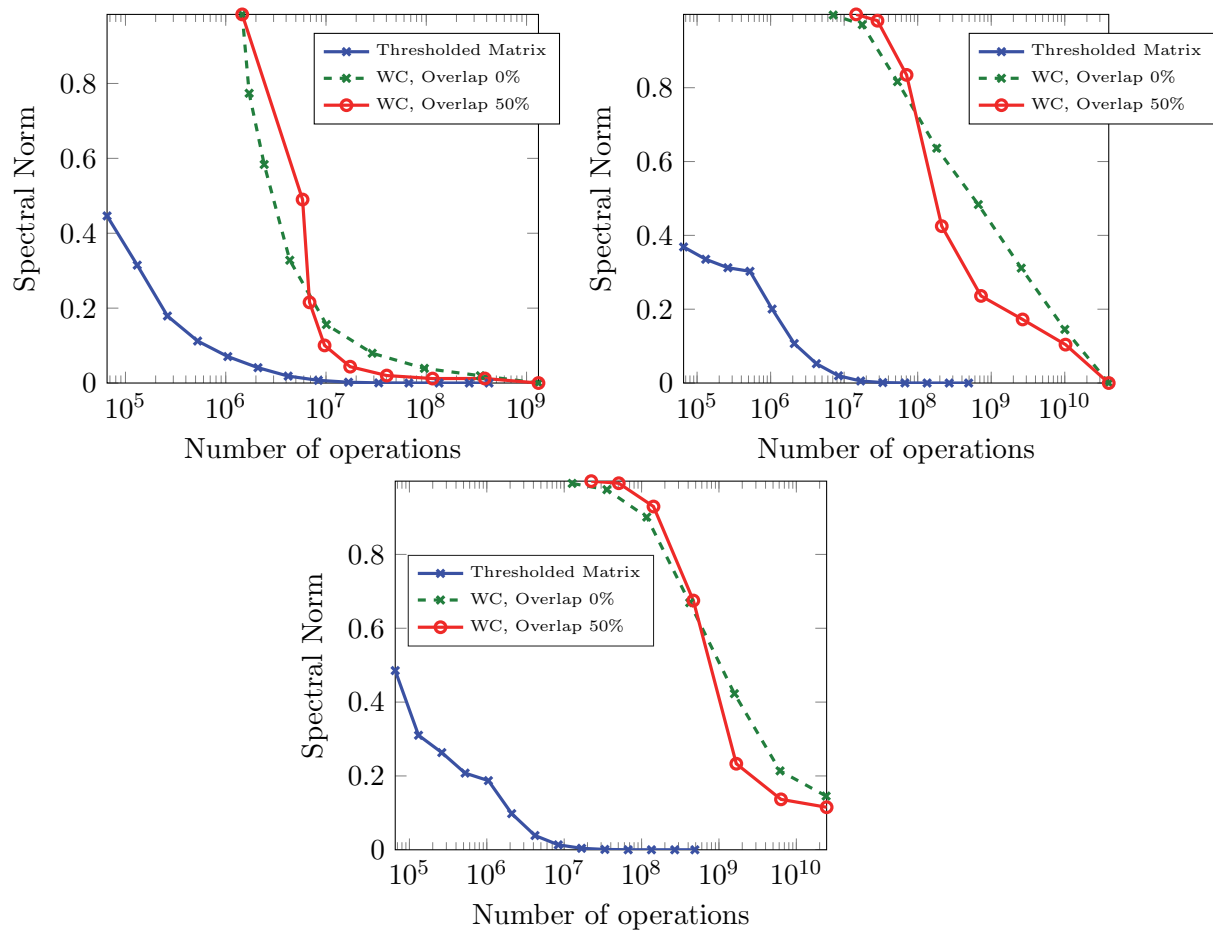 Thresholded Matrix
WC, Overlap 0%
WC, Overlap 50%
0.8
0.6
0.4
0.2
0
Spectral Norm
10^5
10^6
10^7
10^8
10^9
Number of operations
Thresholded Matrix
WC, Overlap 0%
WC, Overlap 50%
0.8
0.6
0.4
0.2
0
Spectral Norm
10^5
10^6
10^7
10^8
10^9
10^10
Number of operations
Thresholded Matrix
WC, Overlap 0%
WC, Overlap 50%
0.8
0.6
0.4
0.2
0
Spectral Norm
10^5
10^6
10^7
10^8
10^9
10^10
Number of operations